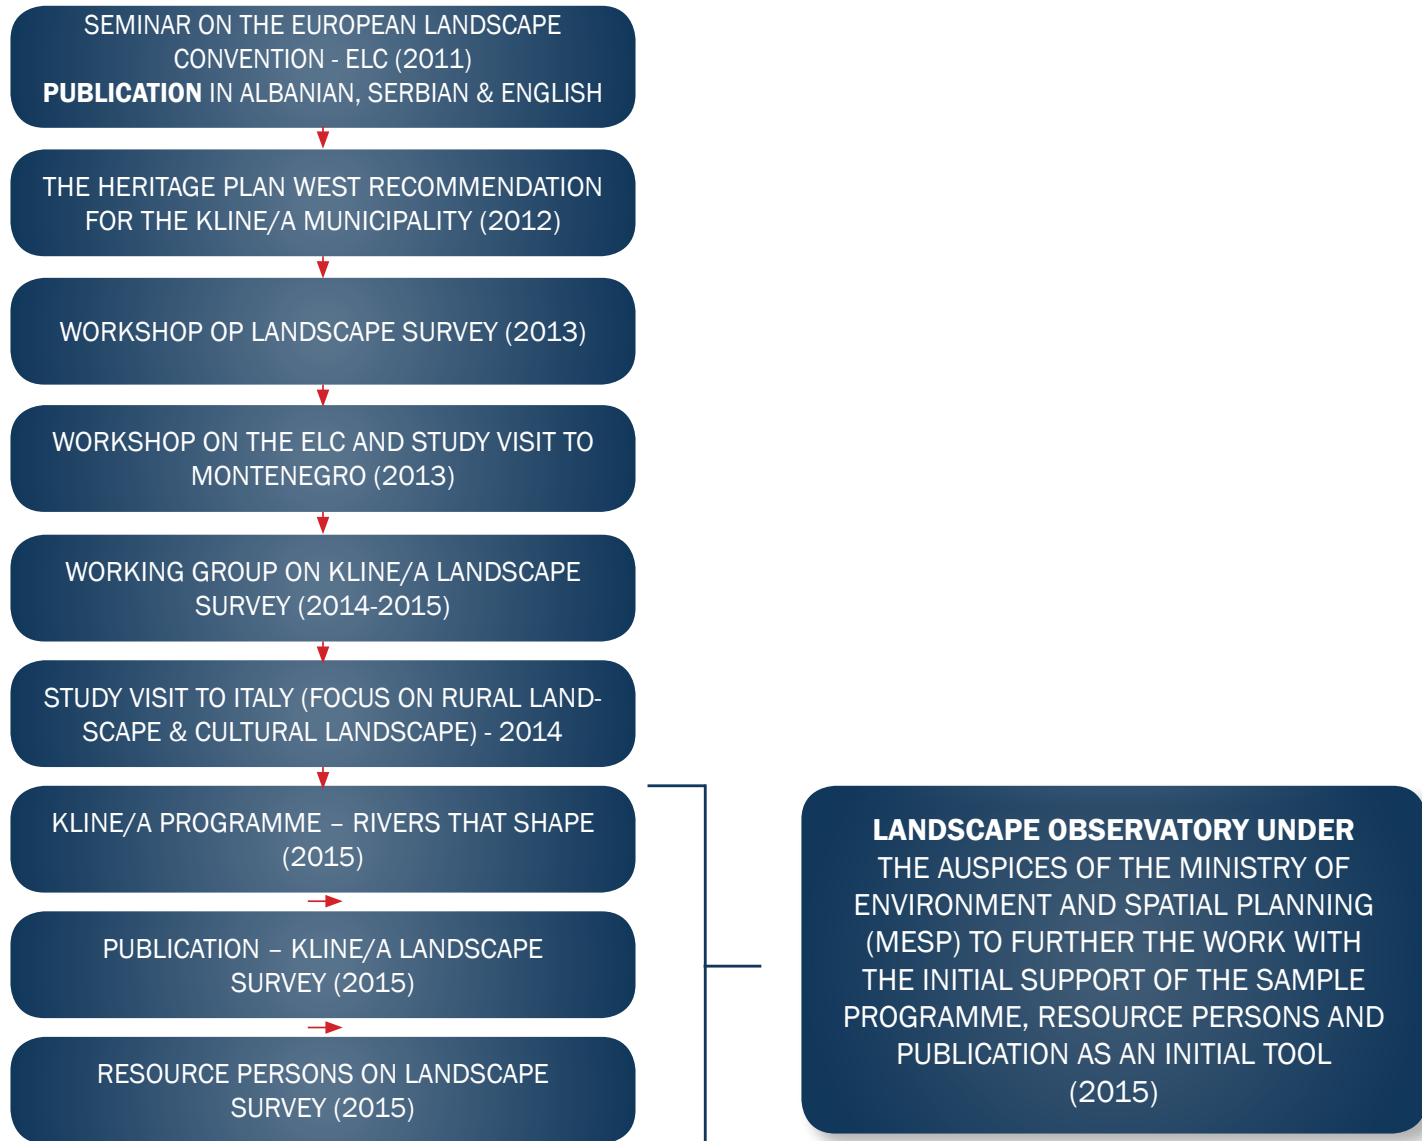 SEMINAR ON THE EUROPEAN LANDSCAPE
CONVENTION - ELC (2011)
PUBLICATION IN ALBANIAN, SERBIAN & ENGLISH
THE HERITAGE PLAN WEST RECOMMENDATION
FOR THE KLINE/A MUNICIPALITY (2012)
WORKSHOP OP LANDSCAPE SURVEY (2013)
WORKSHOP ON THE ELC AND STUDY VISIT TO
MONTENEGRO (2013)
WORKING GROUP ON KLINE/A LANDSCAPE
SURVEY (2014-2015)
STUDY VISIT TO ITALY (FOCUS ON RURAL LAND-
SCAPE & CULTURAL LANDSCAPE) - 2014
KLINE/A PROGRAMME – RIVERS THAT SHAPE
(2015)
PUBLICATION – KLINE/A LANDSCAPE
SURVEY (2015)
RESOURCE PERSONS ON LANDSCAPE
SURVEY (2015)
LANDSCAPE OBSERVATORY UNDER
THE AUSPICES OF THE MINISTRY OF
ENVIRONMENT AND SPATIAL PLANNING
(MESP) TO FURTHER THE WORK WITH
THE INITIAL SUPPORT OF THE SAMPLE
PROGRAMME, RESOURCE PERSONS AND
PUBLICATION AS AN INITIAL TOOL
(2015)